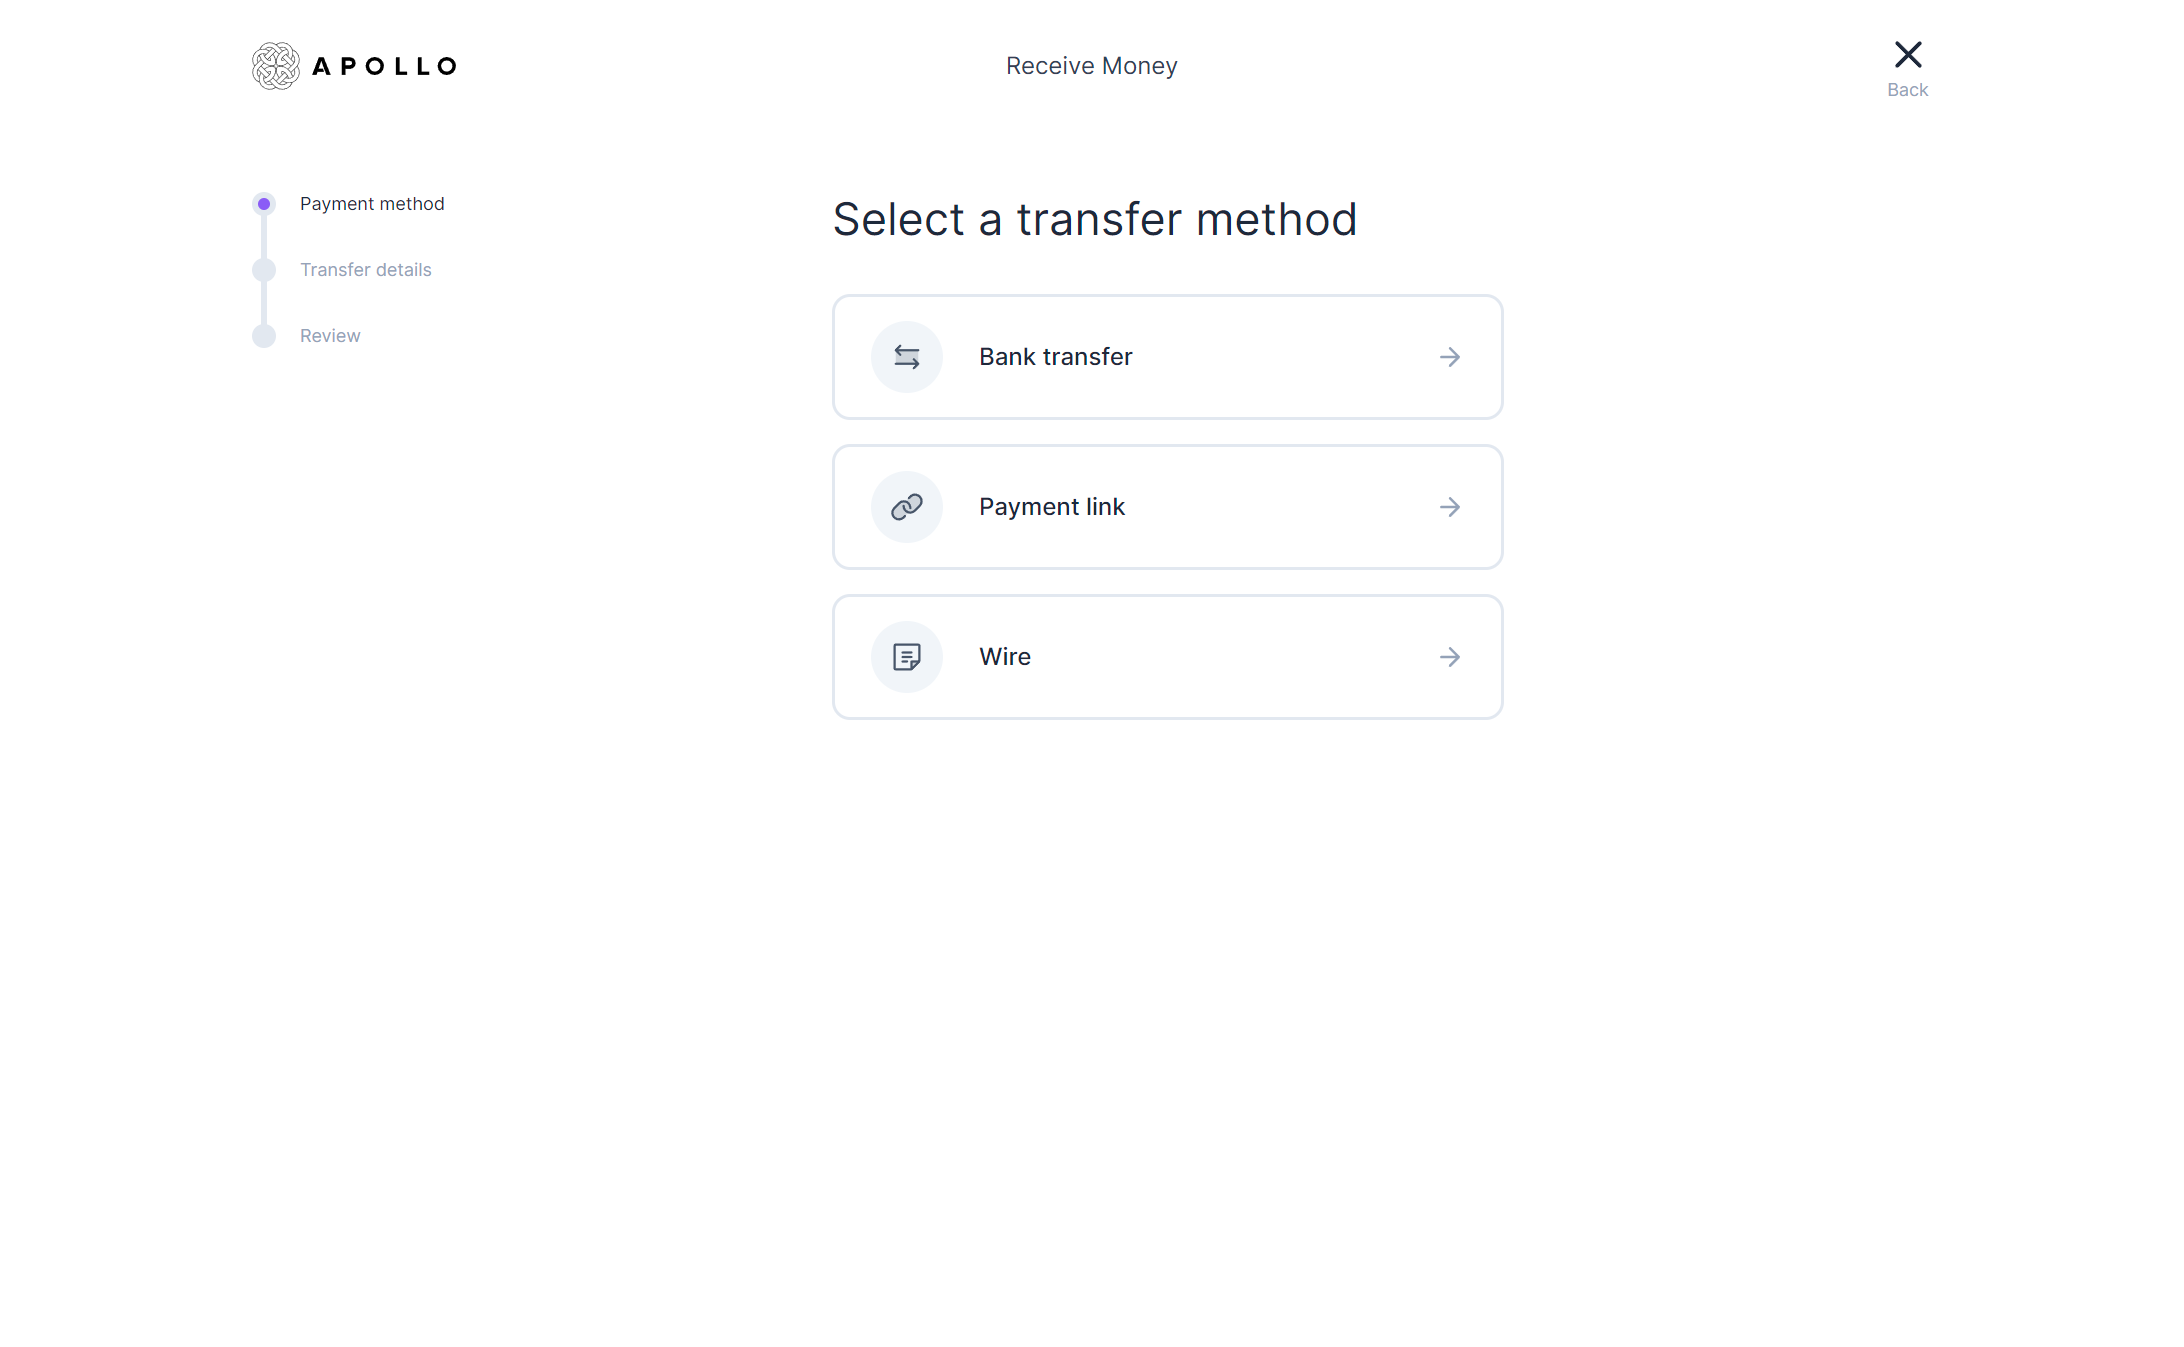 APOLLO
Receive Money
Back
Payment method
Transfer details
Review
Select a transfer method
Bank transfer
Payment link
Wire